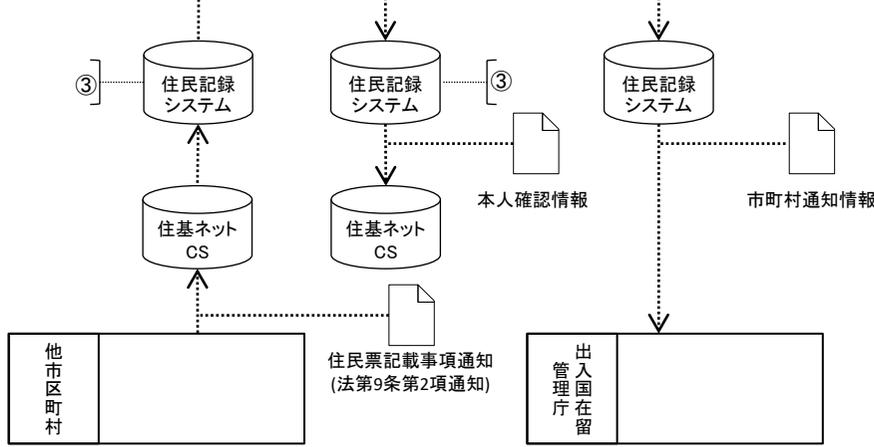 ③
住民記録
システム
住民記録
システム
③
住民記録
システム
本人確認情報
市町村通知情報
住基ネット
CS
住基ネット
CS
住民票記載事項通知
(法第9条第2項通知)
他市区町村
出入国在留
管理庁